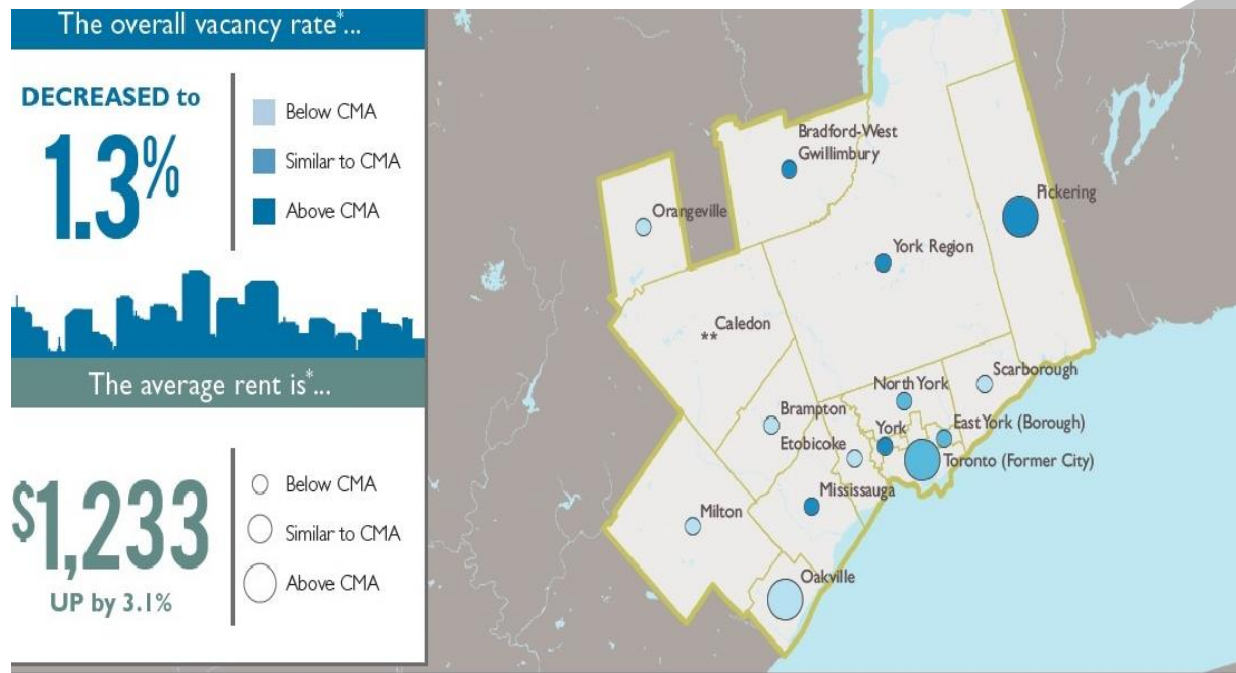 The overall vacancy rate*...
DECREASED to
1.3%
Below CMA
Similar to CMA
Above CMA
The average rent is*...
$1,233
UP by 3.1%
Below CMA
Similar to CMA
Above CMA
Bradford-West
Gwillimbury
Pickering
Orangeville
York Region
Caledon
**
Scarborough
North York
Brampton
East York (Borough)
York
Etobicoke
Toronto (Former City)
Mississauga
Milton
Oakville